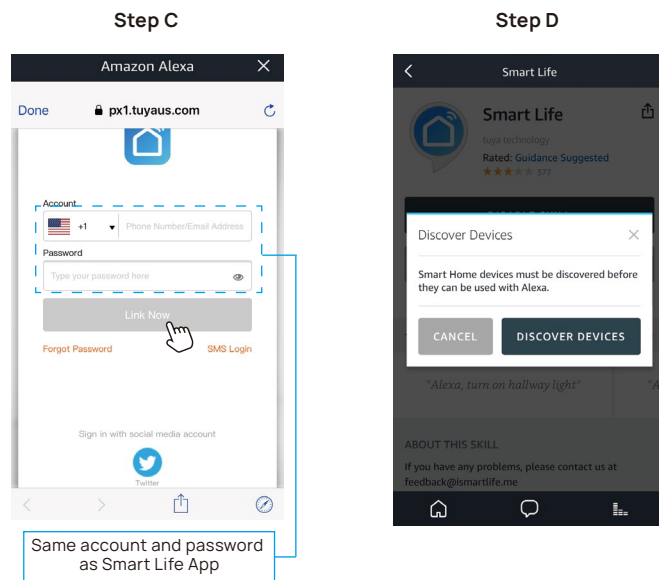 Step C
Amazon Alexa
Done px1.tuyaus.com
Account
+1 Phone Number/Email Address
Password
Type your password here
Link Now
Forgot Password SMS Login
Sign in with social media account
Twitter
Same account and password
as Smart Life App
Step D
Smart Life
Smart Life
tuya technology
Rated: Guidance Suggested
377
Discover Devices
Smart Home devices must be discovered before
they can be used with Alexa.
CANCEL DISCOVER DEVICES
"Alexa, turn on hallway light" "A
ABOUT THIS SKILL
If you have any problems, please contact us at
feedback@ismartlife.me